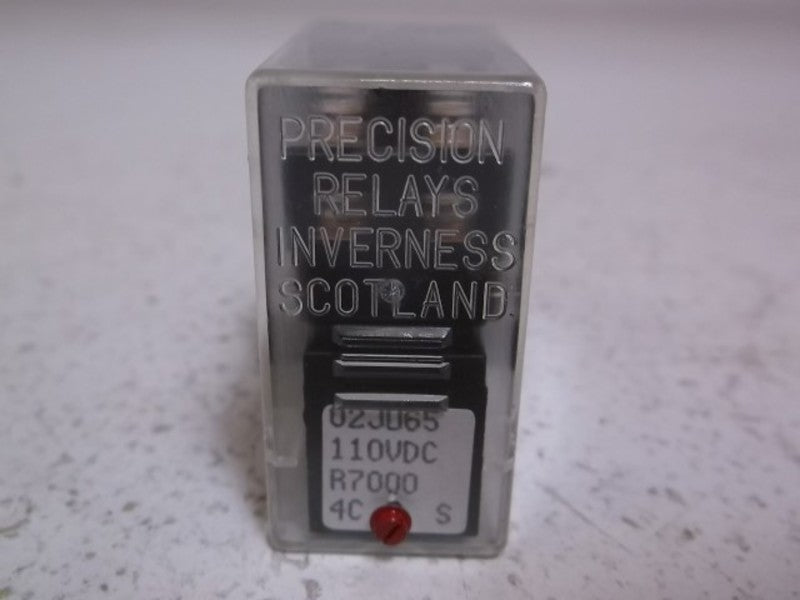 PRECISION
RELAYS
INVERNESS
SCOTLAND
02JU65
110VDC
R7000
4C S